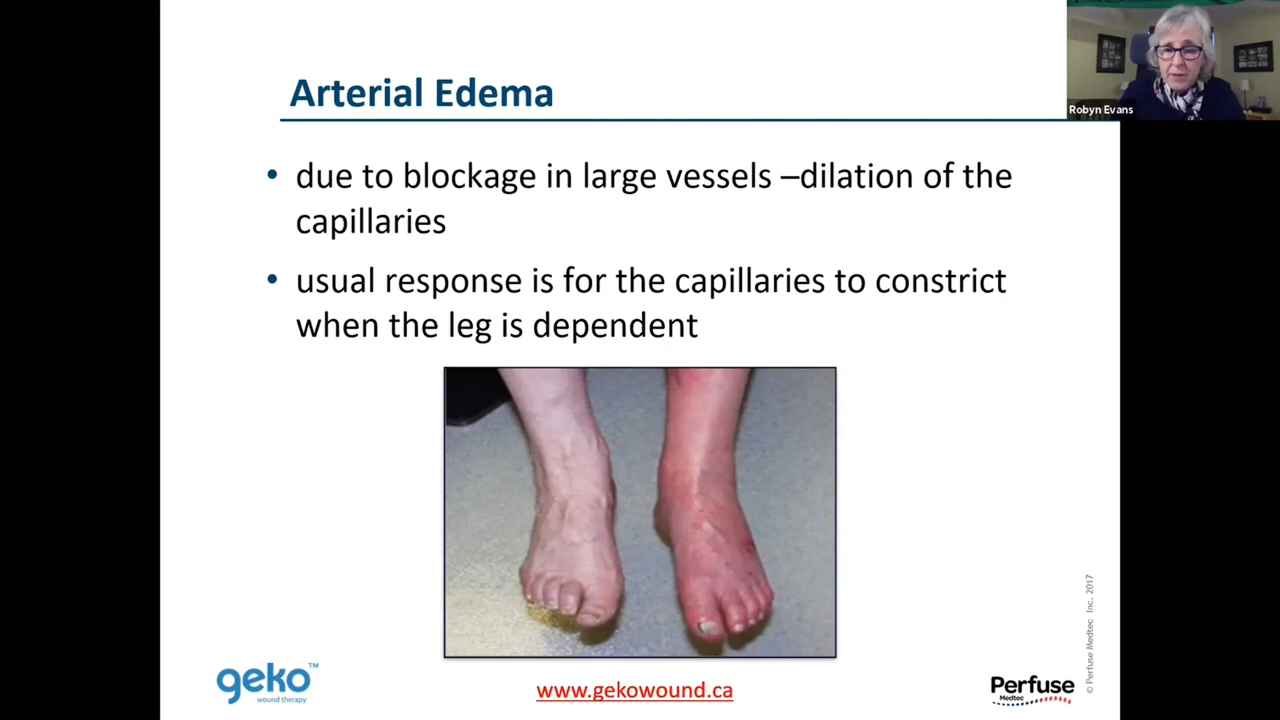 Arterial Edema
Robyn Evans
• due to blockage in large vessels –dilation of the
capillaries
• usual response is for the capillaries to constrict
when the leg is dependent
geko™
wound therapy
www.gekowound.ca
Perfuse
Medtec
© Perfuse Medtec Inc. 2017